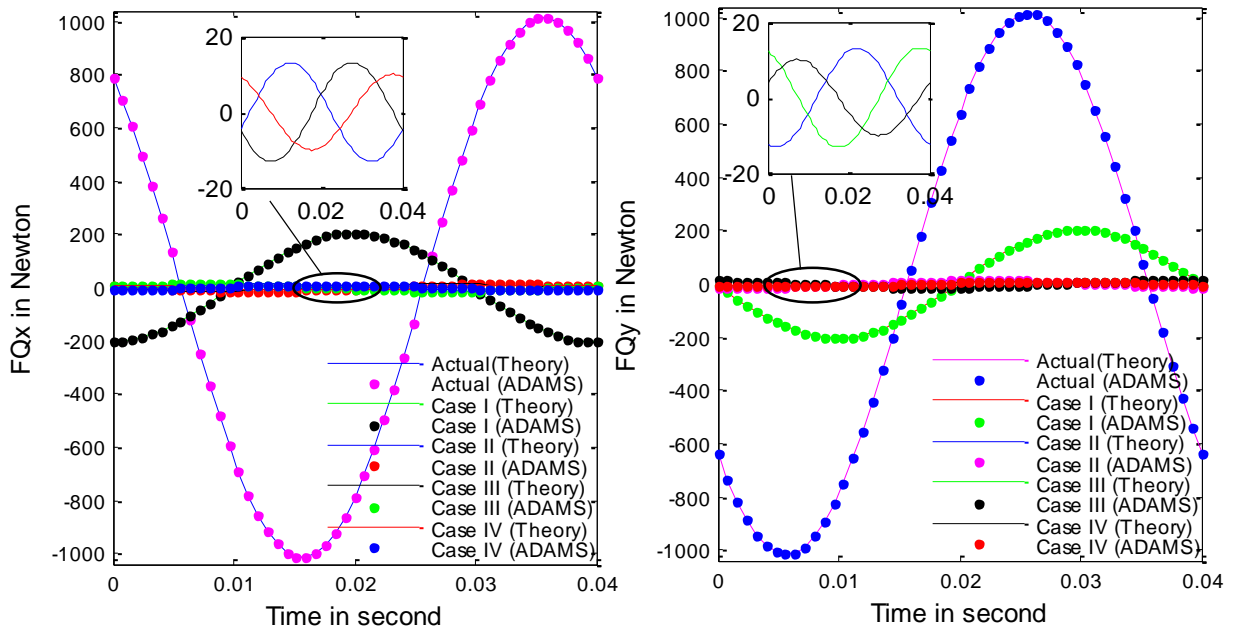 FQx in Newton
1000
800
600
400
200
0
-200
-400
-600
-800
-1000
0
0.01
0.02
0.03
0.04
Time in second
20
0
-20
0
0.02
0.04
Actual(Theory)
Actual (ADAMS)
Case I (Theory)
Case I (ADAMS)
Case II (Theory)
Case II (ADAMS)
Case III (Theory)
Case III (ADAMS)
Case IV (Theory)
Case IV (ADAMS)
FQy in Newton
1000
800
600
400
200
0
-200
-400
-600
-800
-1000
0
0.01
0.02
0.03
0.04
Time in second
20
0
-20
0
0.02
0.04
Actual(Theory)
Actual (ADAMS)
Case I (Theory)
Case I (ADAMS)
Case II (Theory)
Case II (ADAMS)
Case III (Theory)
Case III (ADAMS)
Case IV (Theory)
Case IV (ADAMS)